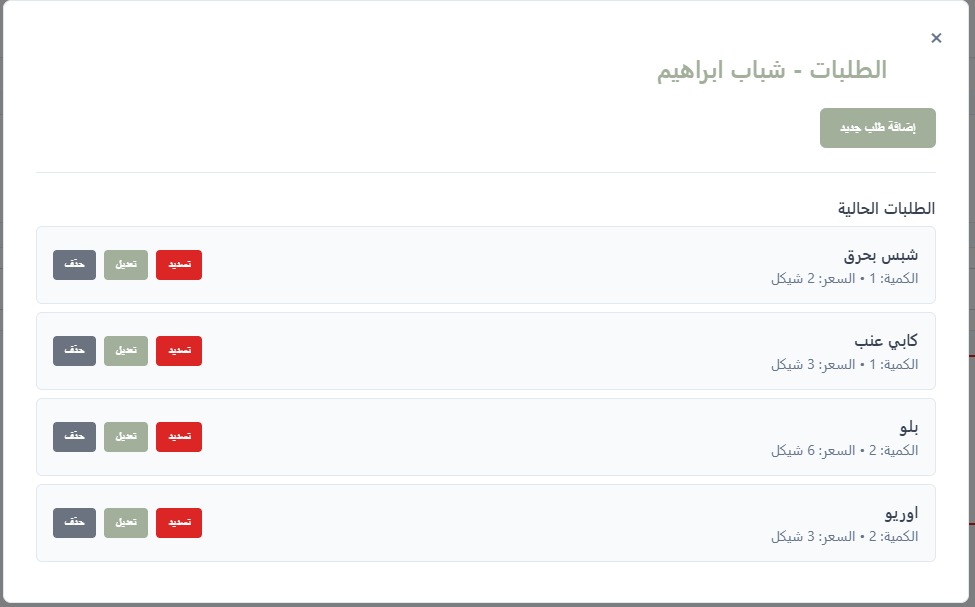 ×
الطلبات - شباب ابراهيم
إضافة طلب جديد
الطلبات الحالية
شبس بحرق
الكمية: 1 • السعر: 2 شيكل
تسديد
تعديل
حذف
كابي عنب
الكمية: 1 • السعر: 3 شيكل
تسديد
تعديل
حذف
بلو
الكمية: 2 • السعر: 6 شيكل
تسديد
تعديل
حذف
اوريو
الكمية: 2 • السعر: 3 شيكل
تسديد
تعديل
حذف